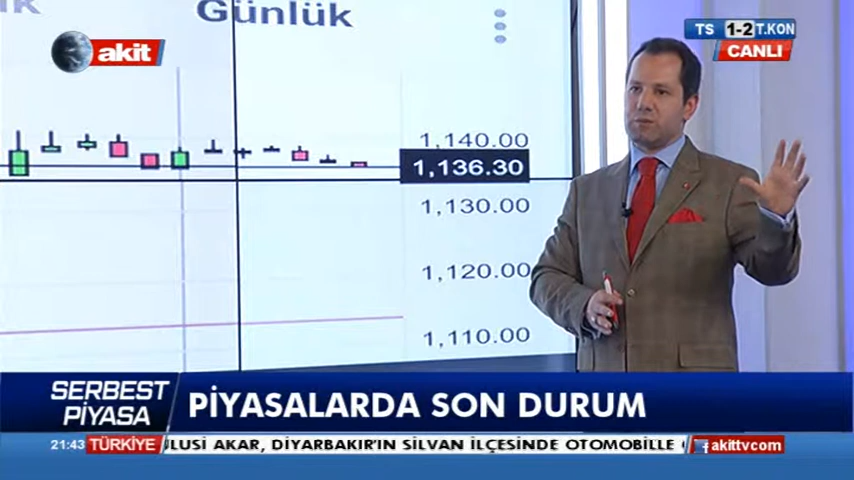 Günlük
akit
TS 1-2 T.KON
CANLI
1,140.00
1,136.30
1,130.00
1,120.00
1,110.00
SERBEST
PİYASA
PİYASALARDA SON DURUM
21:43 TÜRKİYE ULUSİ AKAR, DİYARBAKIR'IN SİLVAN İLÇESİNDE OTOMOBİLLE akittvcom